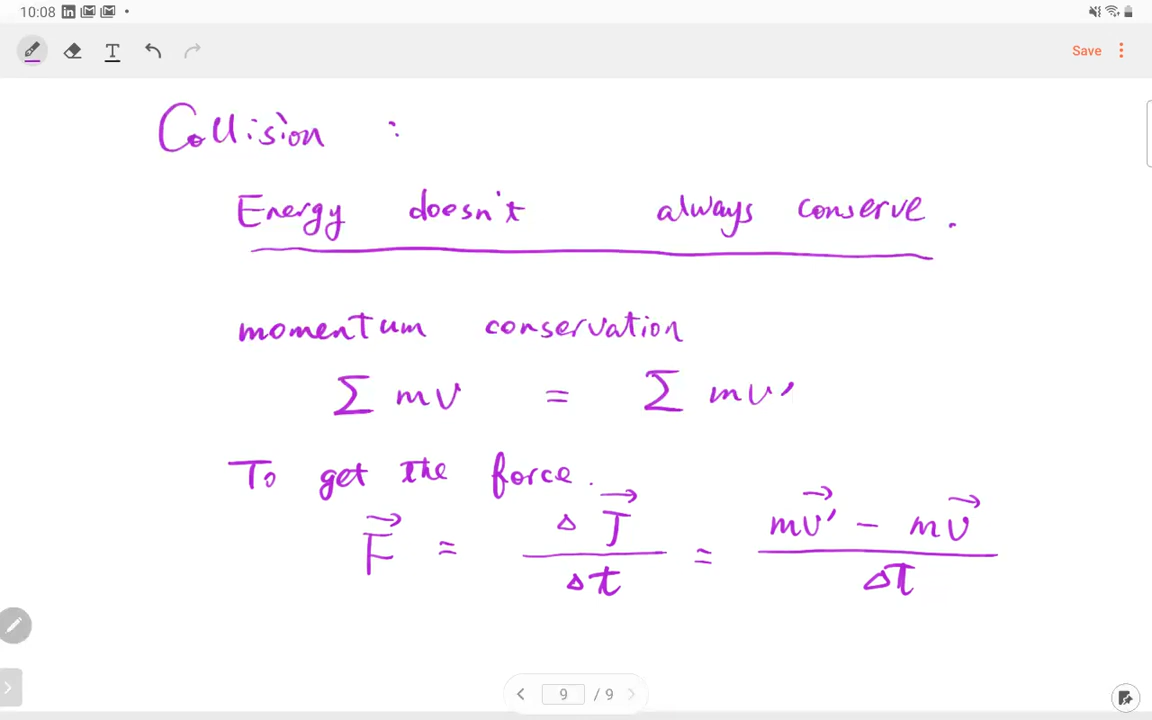 10:08
Save
Collision :
Energy doesn't always conserve.
momentum conservation
Σ mv = Σ mv'
To get the force.
F⃗ = Δ J⃗ / Δt = (mv⃗' − mv⃗) / Δt
9 / 9